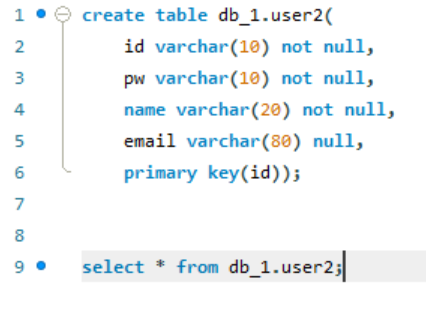 1 create table db_1.user2(
2 id varchar(10) not null,
3 pw varchar(10) not null,
4 name varchar(20) not null,
5 email varchar(80) null,
6 primary key(id));
7
8
9 select * from db_1.user2;